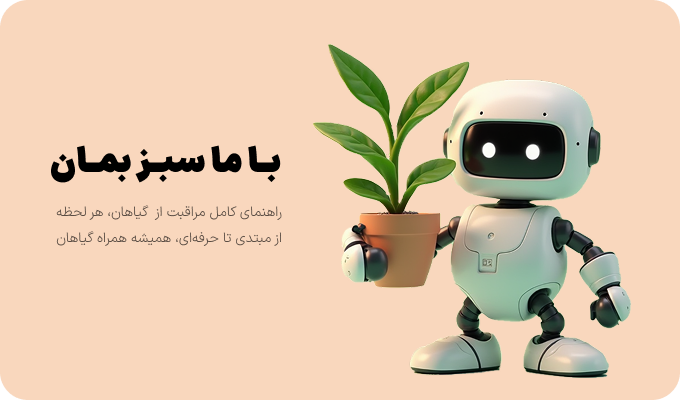 با ما سبز بمان
راهنمای کامل مراقبت از گیاهان، هر لحظه
از مبتدی تا حرفه‌ای، همیشه همراه گیاهان